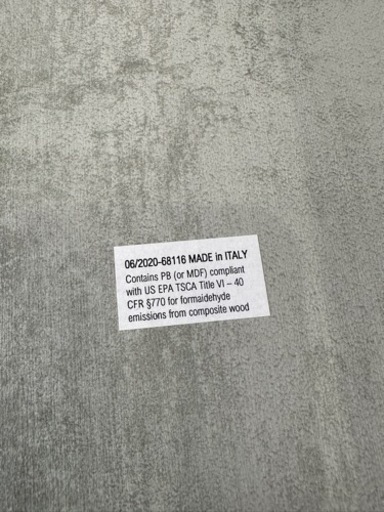 06/2020-68116 MADE in ITALY
Contains PB (or MDF) compliant
with US EPA TSCA Title VI – 40
CFR §770 for formaidehyde
emissions from composite wood